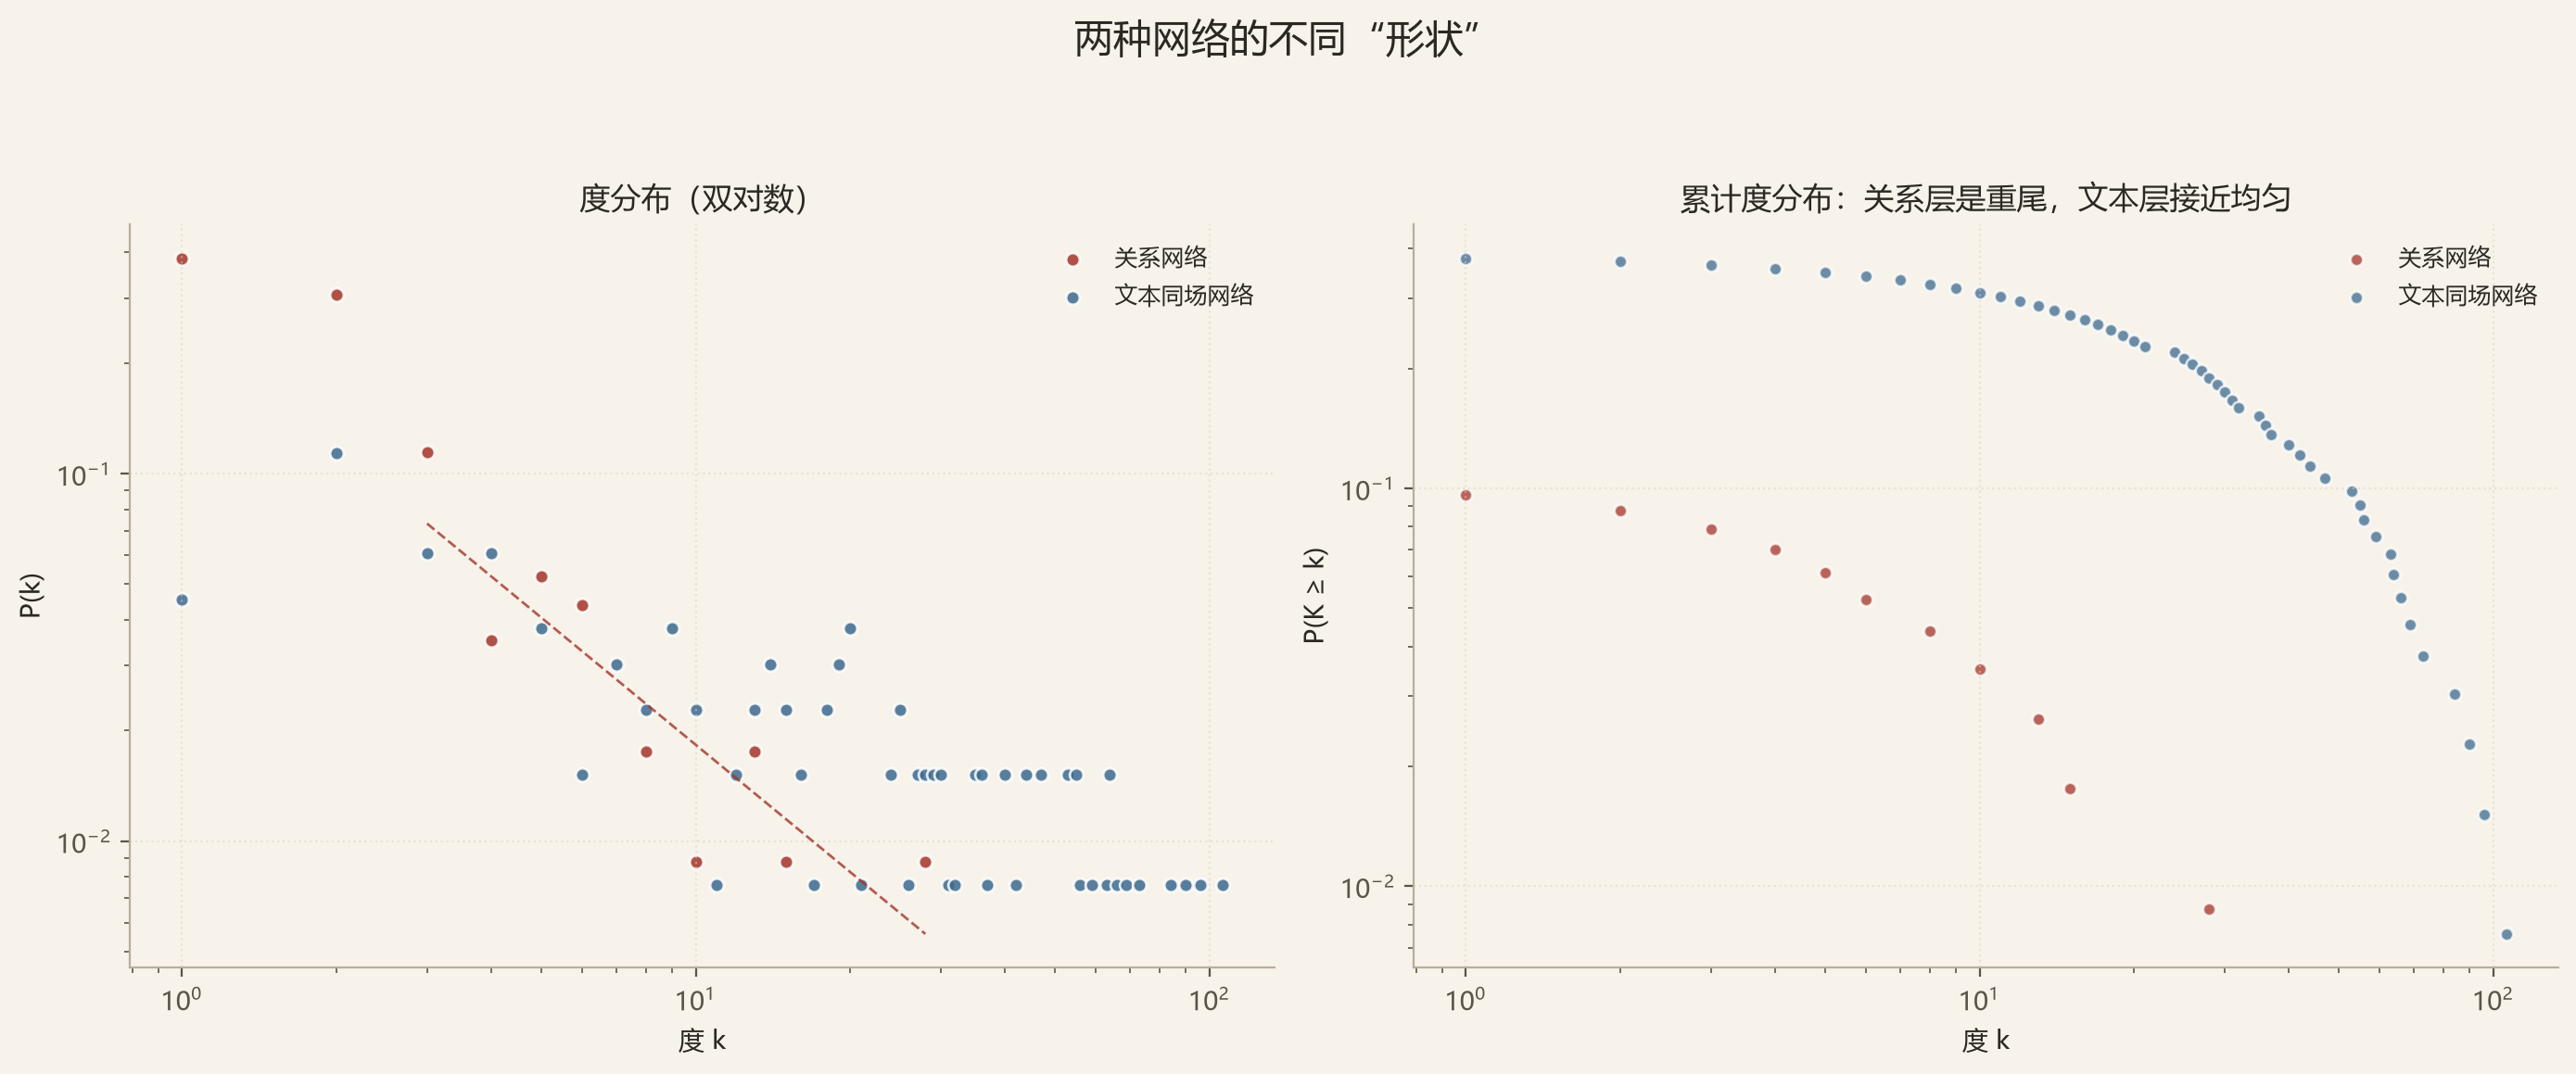 两种网络的不同“形状”
度分布（双对数）
关系网络
文本同场网络
P(k)
10⁻¹
10⁻²
10⁰
10¹
10²
度 k
累计度分布：关系层是重尾，文本层接近均匀
关系网络
文本同场网络
P(K ≥ k)
10⁻¹
10⁻²
10⁰
10¹
10²
度 k